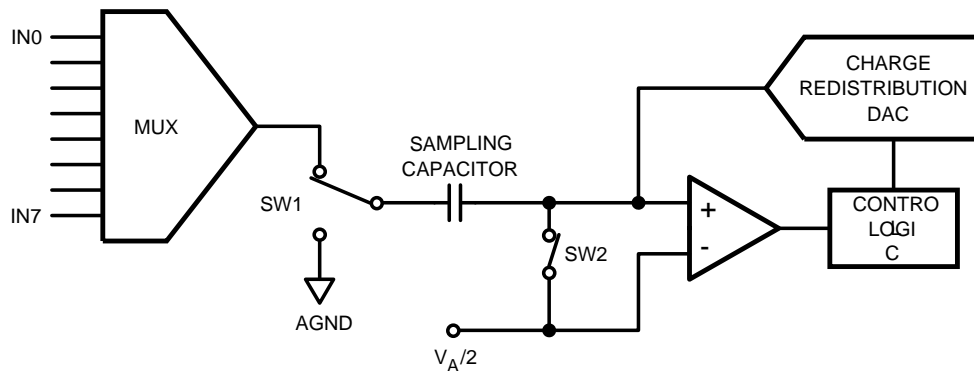 IN0
MUX
IN7
SW1
AGND
SAMPLING
CAPACITOR
SW2
V_A/2
+
-
CHARGE
REDISTRIBUTION
DAC
CONTRO
L
LOGI
C